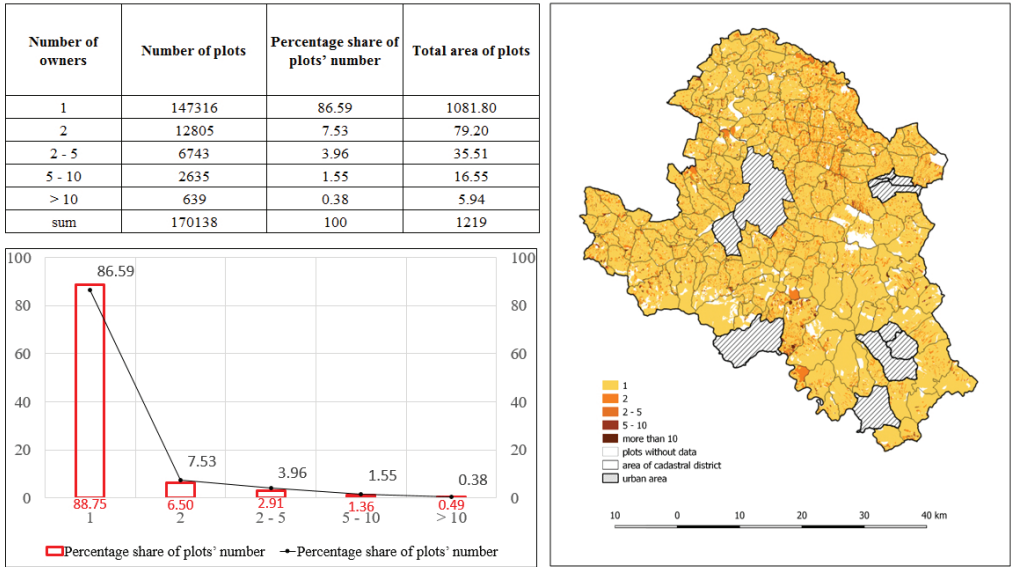 Number of owners Number of plots Percentage share of plots' number Total area of plots
1 147316 86.59 1081.80
2 12805 7.53 79.20
2 - 5 6743 3.96 35.51
5 - 10 2635 1.55 16.55
> 10 639 0.38 5.94
sum 170138 100 1219
100 100
86.59
80 80
60 60
40 40
20 20
7.53 3.96 1.55 0.38
0 0
88.75 6.50 2.91 1.36 0.49
1 2 2 - 5 5 - 10 > 10
Percentage share of plots' number Percentage share of plots' number
1
2
2 - 5
5 - 10
more than 10
plots without data
area of cadastral district
urban area
10 0 10 20 30 40 km